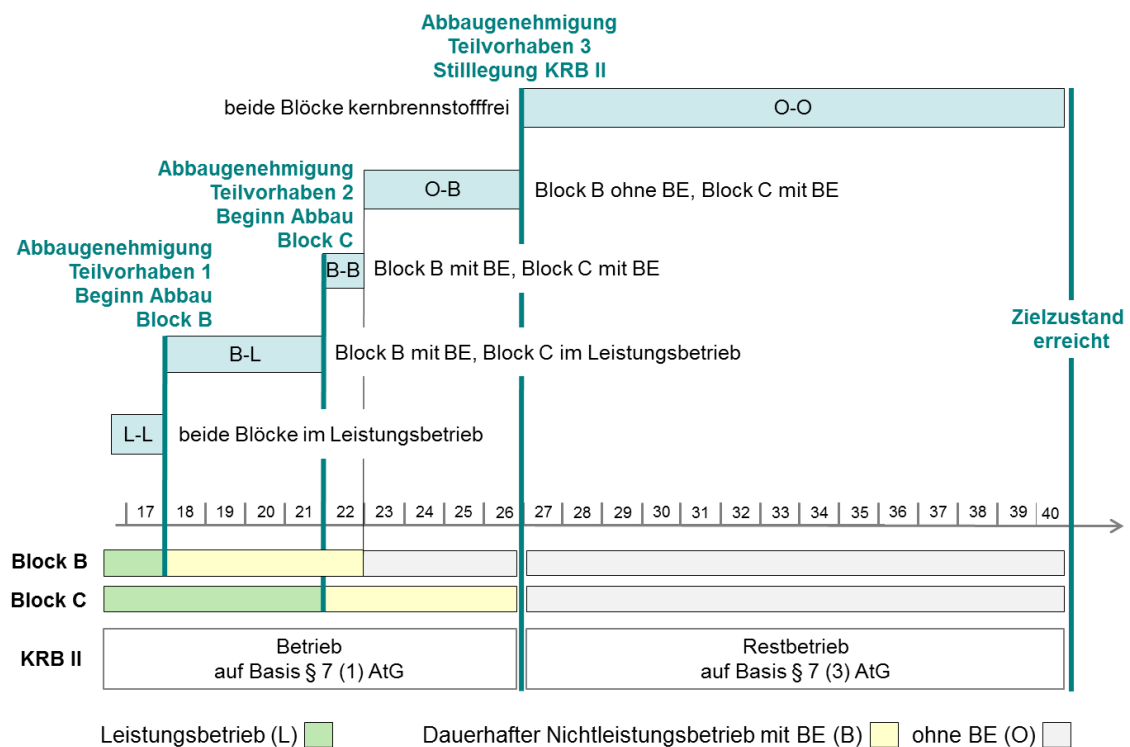 Abbaugenehmigung
Teilvorhaben 3
Stilllegung KRB II
beide Blöcke kernbrennstofffrei
O-O
Abbaugenehmigung
Teilvorhaben 2
Beginn Abbau
Block C
O-B
Block B ohne BE, Block C mit BE
Abbaugenehmigung
Teilvorhaben 1
Beginn Abbau
Block B
B-B
Block B mit BE, Block C mit BE
Zielzustand
erreicht
B-L
Block B mit BE, Block C im Leistungsbetrieb
L-L
beide Blöcke im Leistungsbetrieb
17 18 19 20 21 22 23 24 25 26 27 28 29 30 31 32 33 34 35 36 37 38 39 40
Block B
Block C
KRB II
Betrieb
auf Basis § 7 (1) AtG
Restbetrieb
auf Basis § 7 (3) AtG
Leistungsbetrieb (L)
Dauerhafter Nichtleistungsbetrieb mit BE (B)
ohne BE (O)